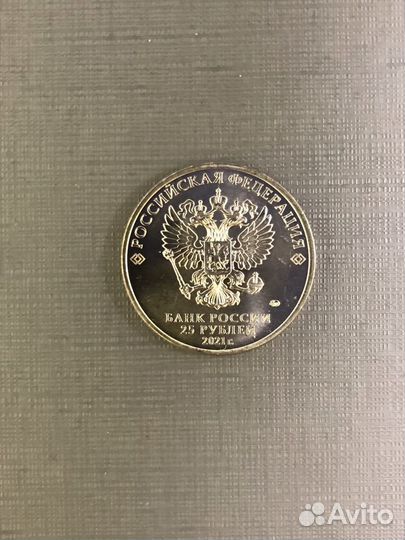 РОССИЙСКАЯ ФЕДЕРАЦИЯ
БАНК РОССИИ
25 РУБЛЕЙ
2021 г.
Avito